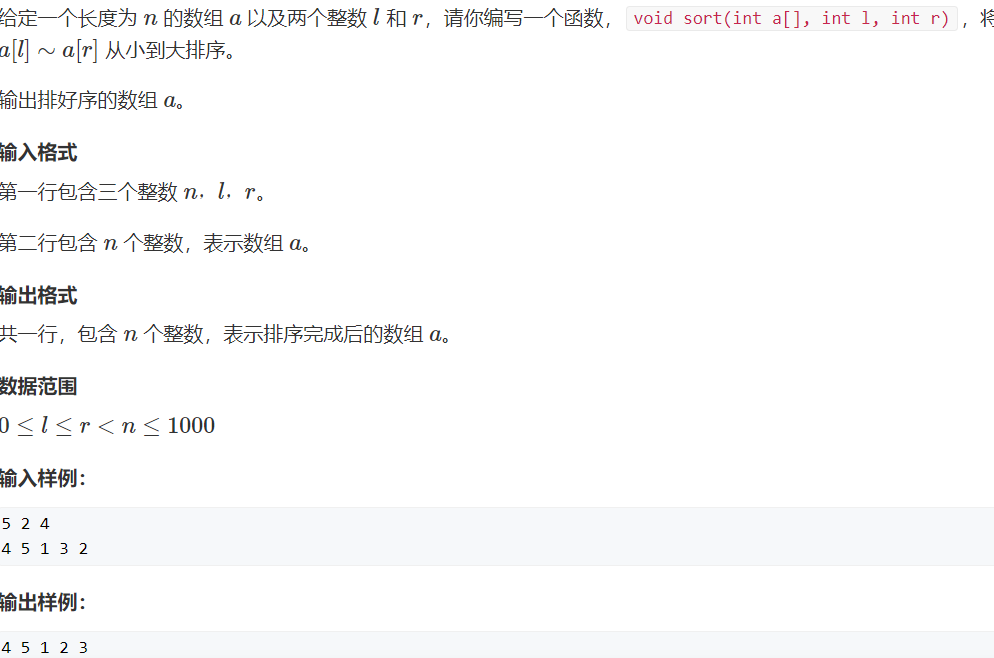 给定一个长度为 n 的数组 a 以及两个整数 l 和 r，请你编写一个函数，void sort(int a[], int l, int r)，将
a[l] ∼ a[r] 从小到大排序。
输出排好序的数组 a。
输入格式
第一行包含三个整数 n，l，r。
第二行包含 n 个整数，表示数组 a。
输出格式
共一行，包含 n 个整数，表示排序完成后的数组 a。
数据范围
0 ≤ l ≤ r < n ≤ 1000
输入样例：
5 2 4
4 5 1 3 2
输出样例：
4 5 1 2 3